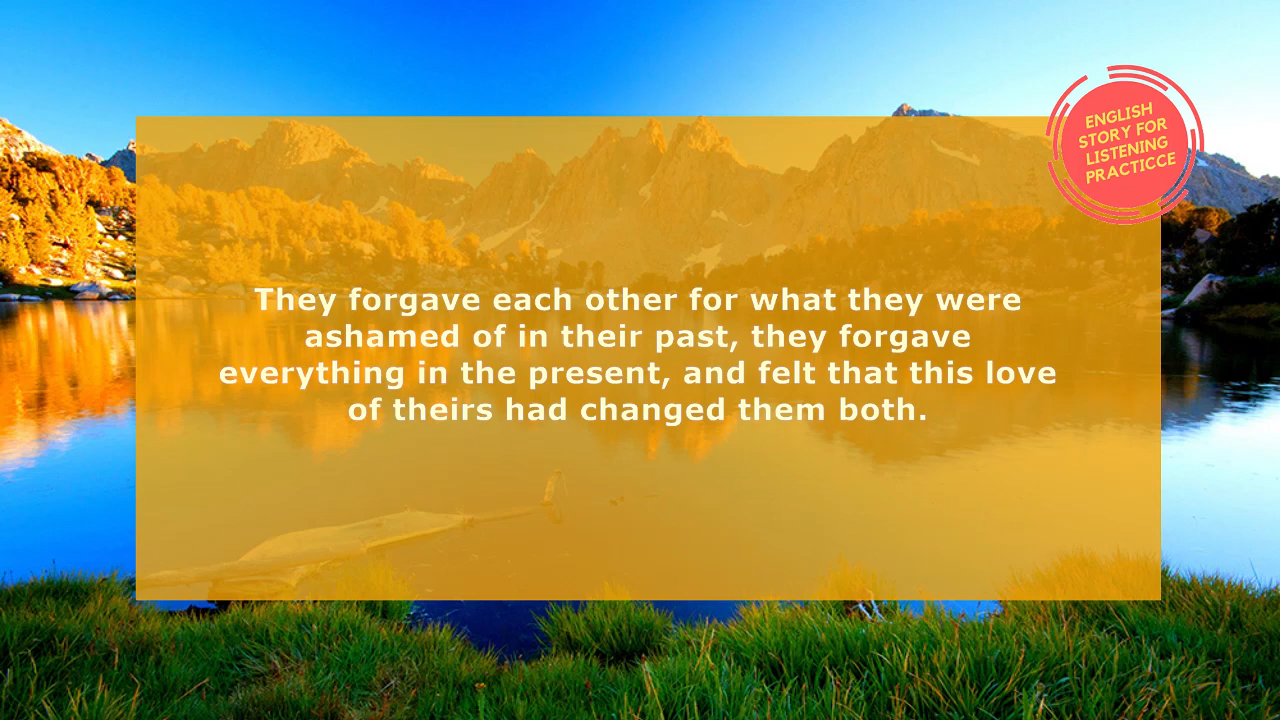 ENGLISH
STORY FOR
LISTENING
PRACTICCE
They forgave each other for what they were
ashamed of in their past, they forgave
everything in the present, and felt that this love
of theirs had changed them both.